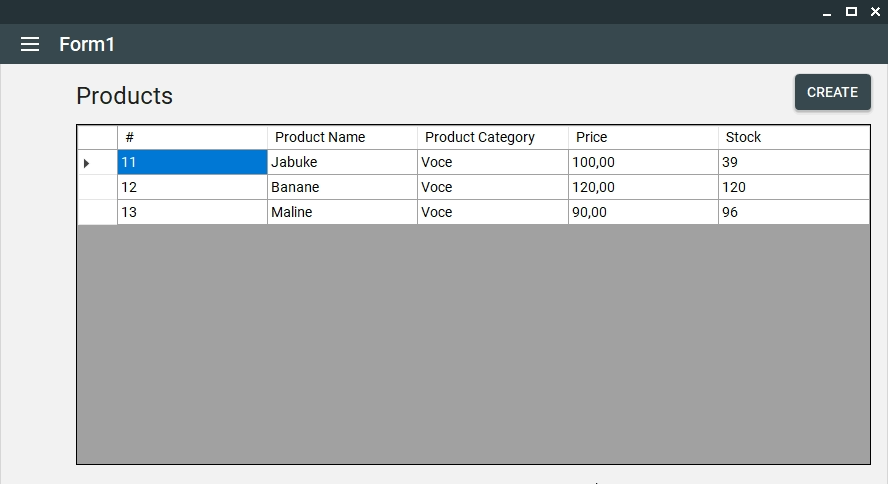 Form1
Products
CREATE
# Product Name Product Category Price Stock
11 Jabuke Voce 100,00 39
12 Banane Voce 120,00 120
13 Maline Voce 90,00 96